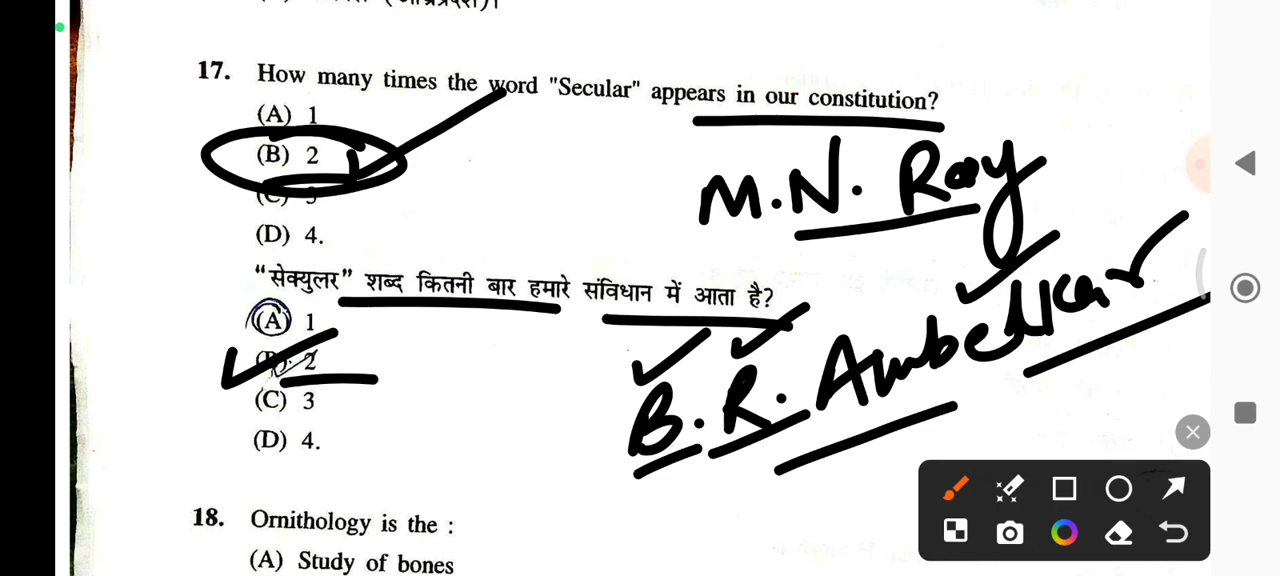 17. How many times the word "Secular" appears in our constitution?
(A) 1
(B) 2
(C) 3
(D) 4.
M.N. Roy
"सेक्युलर" शब्द कितनी बार हमारे संविधान में आता है?
(A) 1
(B) 2
(C) 3
(D) 4.
B.R. Ambedkar
18. Ornithology is the :
(A) Study of bones